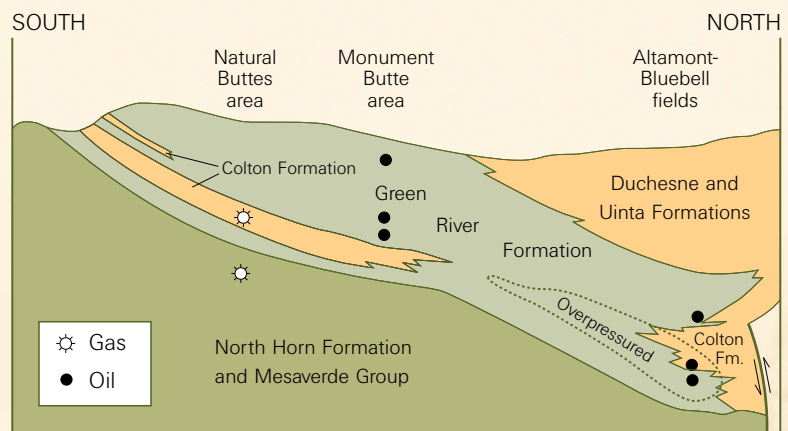 SOUTH
NORTH
Natural
Buttes
area
Monument
Butte
area
Altamont-
Bluebell
fields
Colton Formation
Green
River
Formation
Duchesne and
Uinta Formations
Overpressured
Colton
Fm.
North Horn Formation
and Mesaverde Group
Gas
Oil